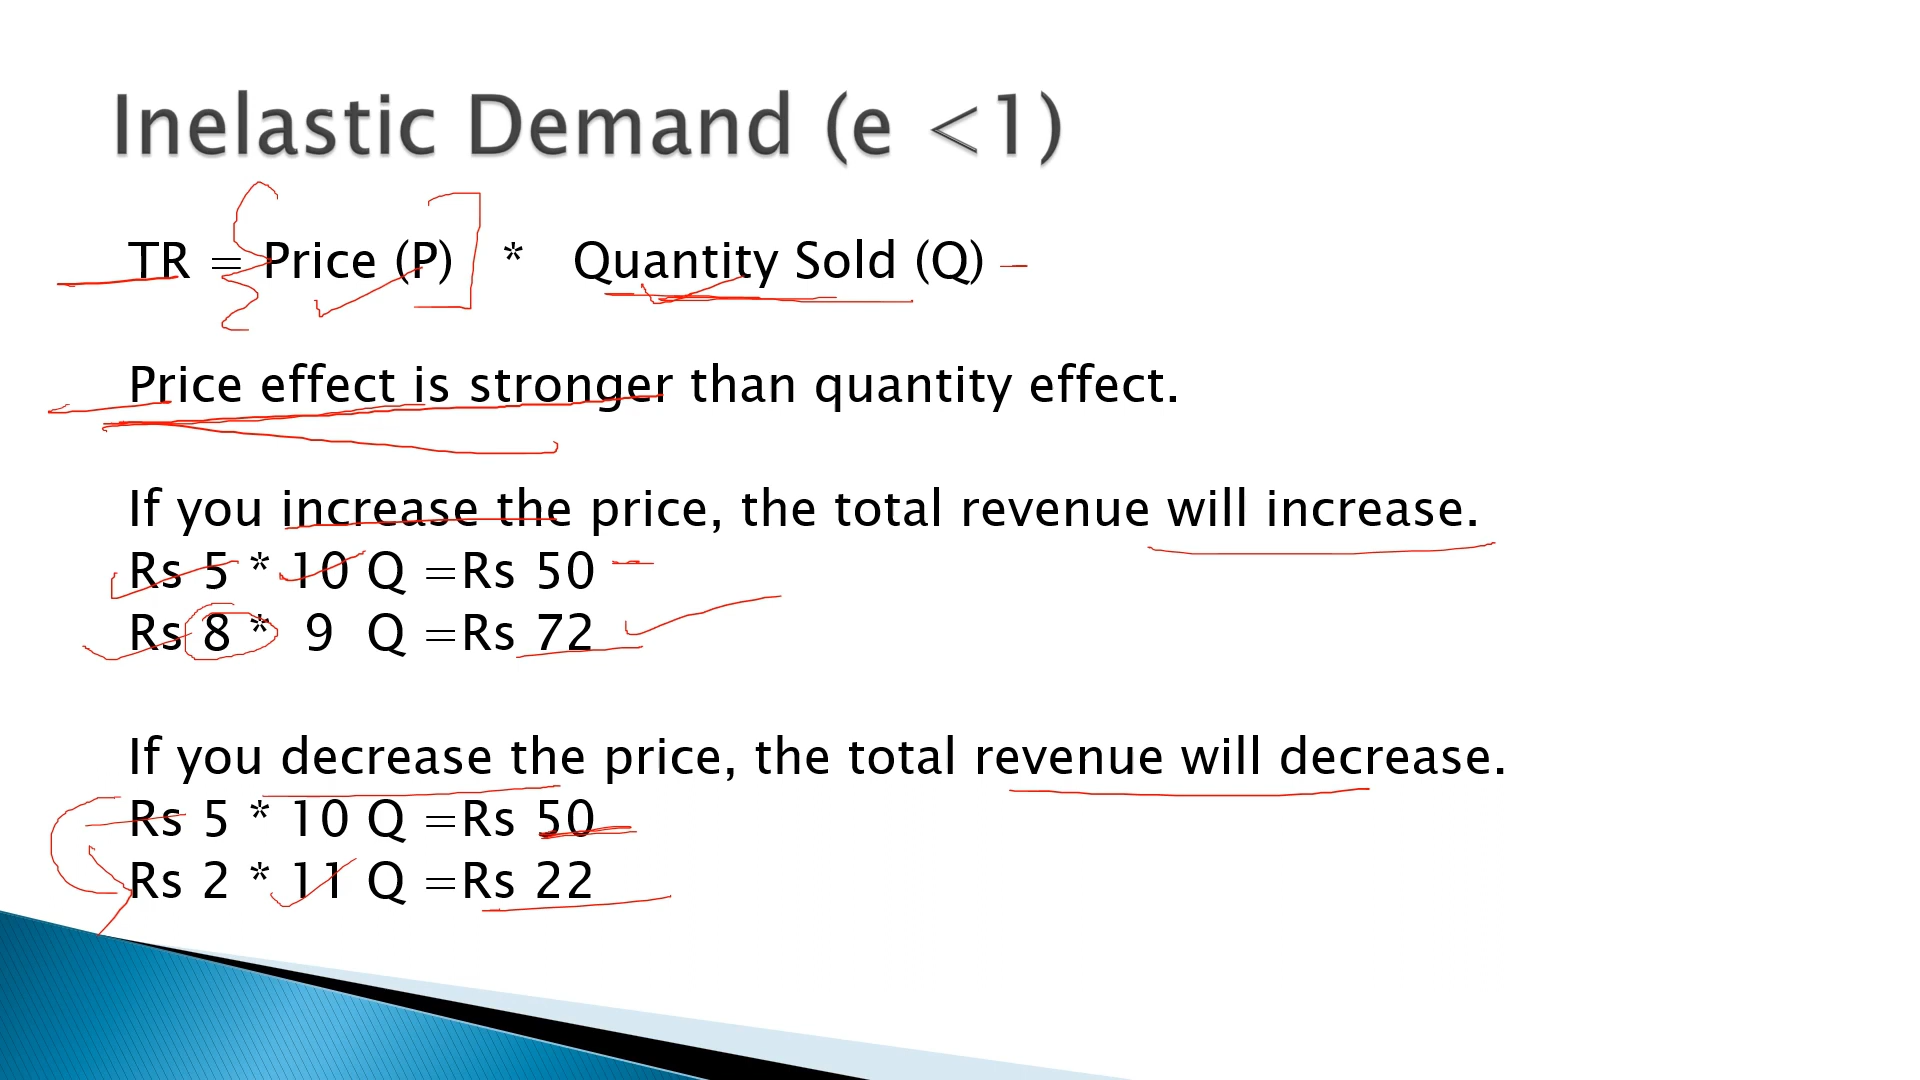 Inelastic Demand (e <1)
TR = Price (P) * Quantity Sold (Q)
Price effect is stronger than quantity effect.
If you increase the price, the total revenue will increase.
Rs 5 * 10 Q =Rs 50
Rs 8 * 9 Q =Rs 72
If you decrease the price, the total revenue will decrease.
Rs 5 * 10 Q =Rs 50
Rs 2 * 11 Q =Rs 22